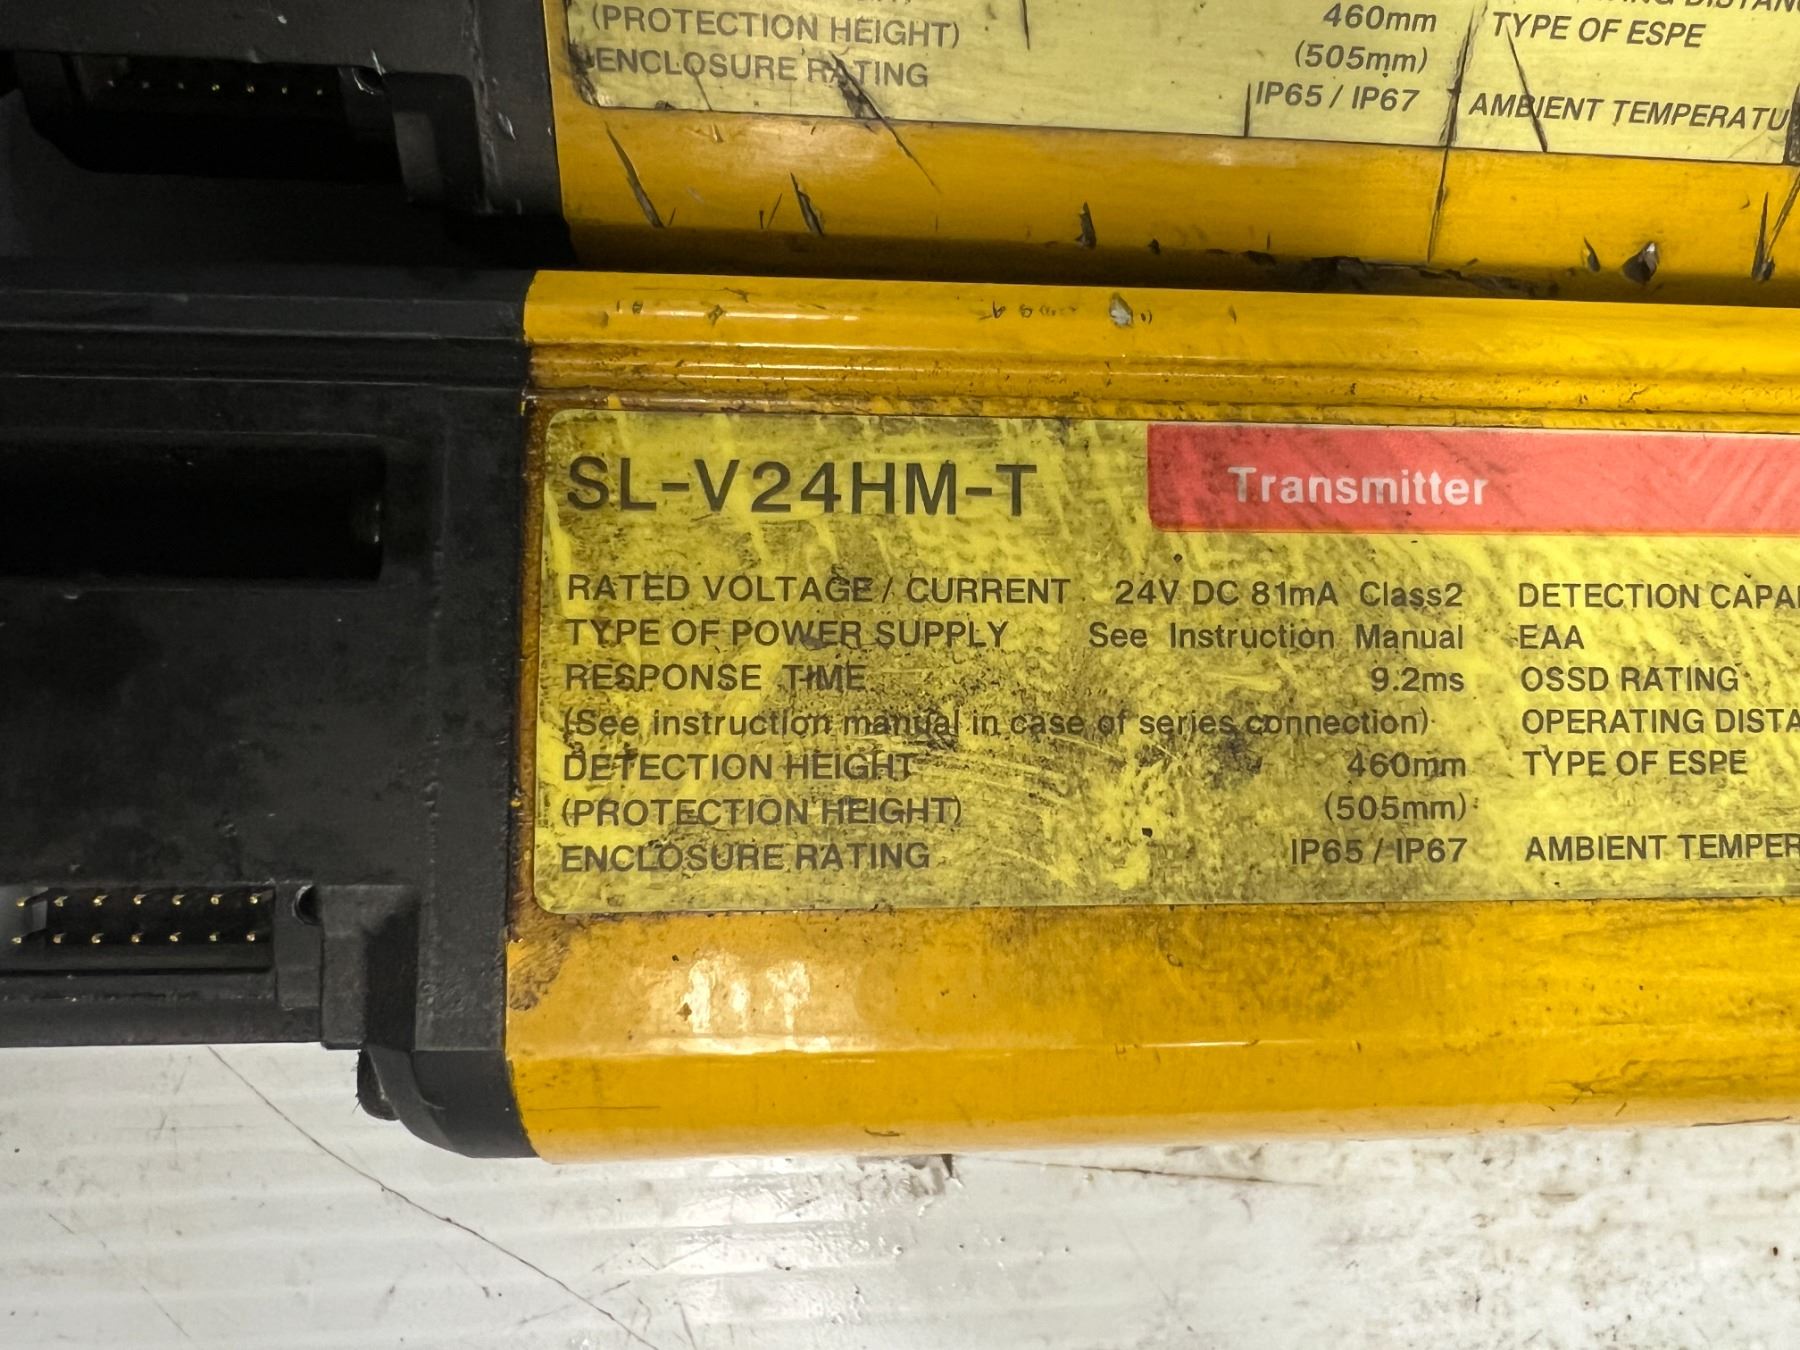 (PROTECTION HEIGHT) 460mm TYPE OF ESPE
ENCLOSURE RATING (505mm)
IP65 / IP67 AMBIENT TEMPERATU
SL-V24HM-T Transmitter
RATED VOLTAGE / CURRENT 24V DC 81mA Class2 DETECTION CAPA
TYPE OF POWER SUPPLY See Instruction Manual EAA
RESPONSE TIME 9.2ms OSSD RATING
(See instruction manual in case of series connection) OPERATING DISTA
DETECTION HEIGHT 460mm TYPE OF ESPE
(PROTECTION HEIGHT) (505mm)
ENCLOSURE RATING IP65 / IP67 AMBIENT TEMPER